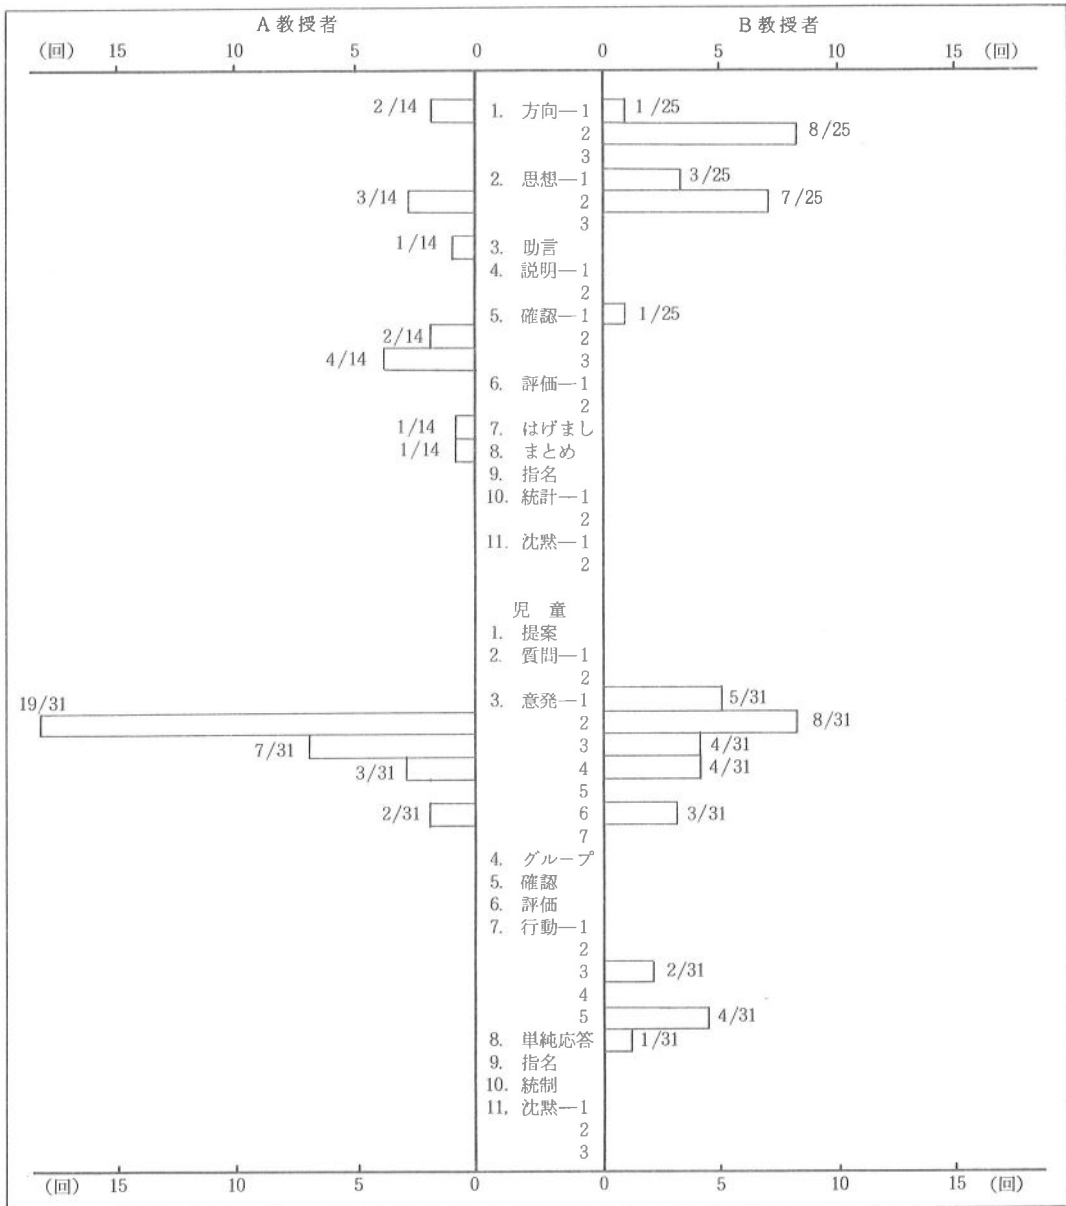 A教授者 B教授者
(回) 15 10 5 0 0 5 10 15 (回)
2/14 1. 方向―1 1/25
2 8/25
3
2. 思想―1 3/25
3/14 2 7/25
3
1/14 3. 助言
4. 説明―1
2
5. 確認―1 1/25
2/14 2
4/14 3
6. 評価―1
2
1/14 7. はげまし
1/14 8. まとめ
9. 指名
10. 統計―1
2
11. 沈黙―1
2
児 童
1. 提案
2. 質問―1
2
19/31 3. 意発―1 5/31
2 8/31
7/31 3 4/31
3/31 4 4/31
5
2/31 6 3/31
7
4. グループ
5. 確認
6. 評価
7. 行動―1
2
3 2/31
4
5 4/31
8. 単純応答 1/31
9. 指名
10. 統制
11, 沈黙―1
2
3
(回) 15 10 5 0 0 5 10 15 (回)